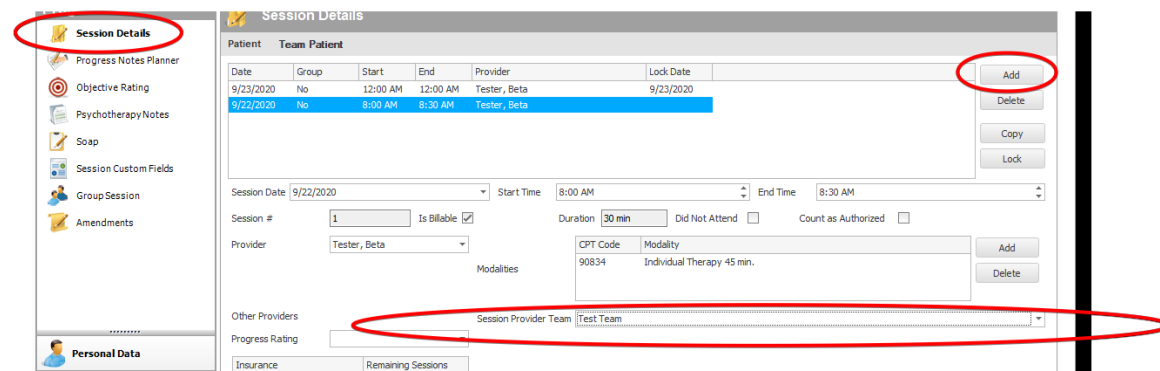 Session Details
Session Details
Patient Team Patient
Progress Notes Planner
Objective Rating
Psychotherapy Notes
Soap
Session Custom Fields
Group Session
Amendments
Personal Data
Date Group Start End Provider Lock Date
9/23/2020 No 12:00 AM 12:00 AM Tester, Beta 9/23/2020
9/22/2020 No 8:00 AM 8:30 AM Tester, Beta
Add
Delete
Copy
Lock
Session Date 9/22/2020 Start Time 8:00 AM End Time 8:30 AM
Session # 1 Is Billable Duration 30 min Did Not Attend Count as Authorized
Provider Tester, Beta
Modalities
CPT Code Modality
90834 Individual Therapy 45 min.
Add
Delete
Other Providers
Session Provider Team Test Team
Progress Rating
Insurance Remaining Sessions